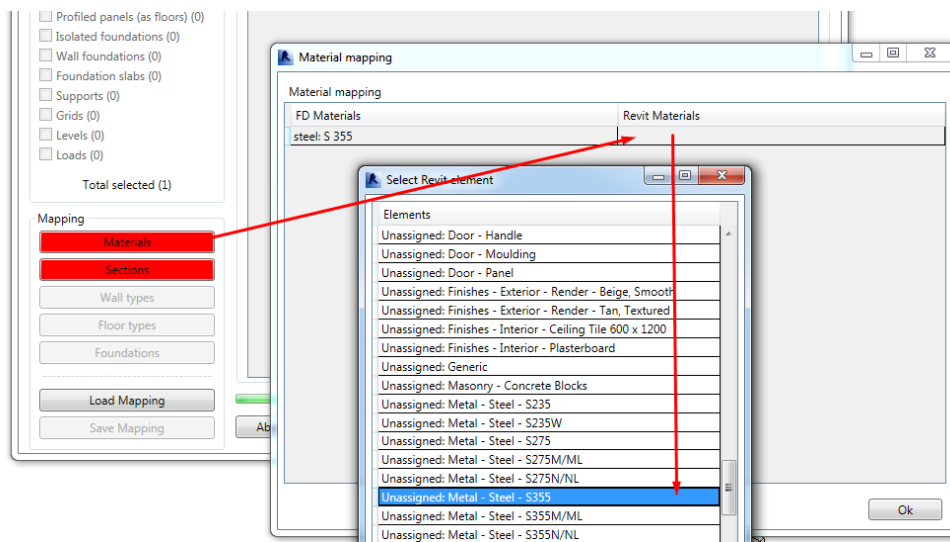 Profiled panels (as floors) (0)
Isolated foundations (0)
Wall foundations (0)
Foundation slabs (0)
Supports (0)
Grids (0)
Levels (0)
Loads (0)
Total selected (1)
Mapping
Materials
Sections
Wall types
Floor types
Foundations
Load Mapping
Save Mapping
Ab
Material mapping
Material mapping
FD Materials
Revit Materials
steel: S 355
Select Revit element
Elements
Unassigned: Door - Handle
Unassigned: Door - Moulding
Unassigned: Door - Panel
Unassigned: Finishes - Exterior - Render - Beige, Smooth
Unassigned: Finishes - Exterior - Render - Tan, Textured
Unassigned: Finishes - Interior - Ceiling Tile 600 x 1200
Unassigned: Finishes - Interior - Plasterboard
Unassigned: Generic
Unassigned: Masonry - Concrete Blocks
Unassigned: Metal - Steel - S235
Unassigned: Metal - Steel - S235W
Unassigned: Metal - Steel - S275
Unassigned: Metal - Steel - S275M/ML
Unassigned: Metal - Steel - S275N/NL
Unassigned: Metal - Steel - S355
Unassigned: Metal - Steel - S355M/ML
Unassigned: Metal - Steel - S355N/NL
Ok